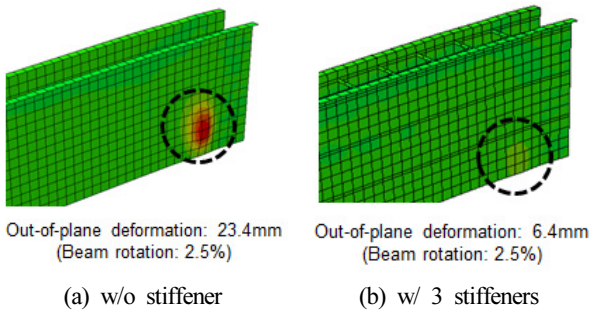 Out-of-plane deformation: 23.4mm
(Beam rotation: 2.5%)
(a) w/o stiffener
Out-of-plane deformation: 6.4mm
(Beam rotation: 2.5%)
(b) w/ 3 stiffeners